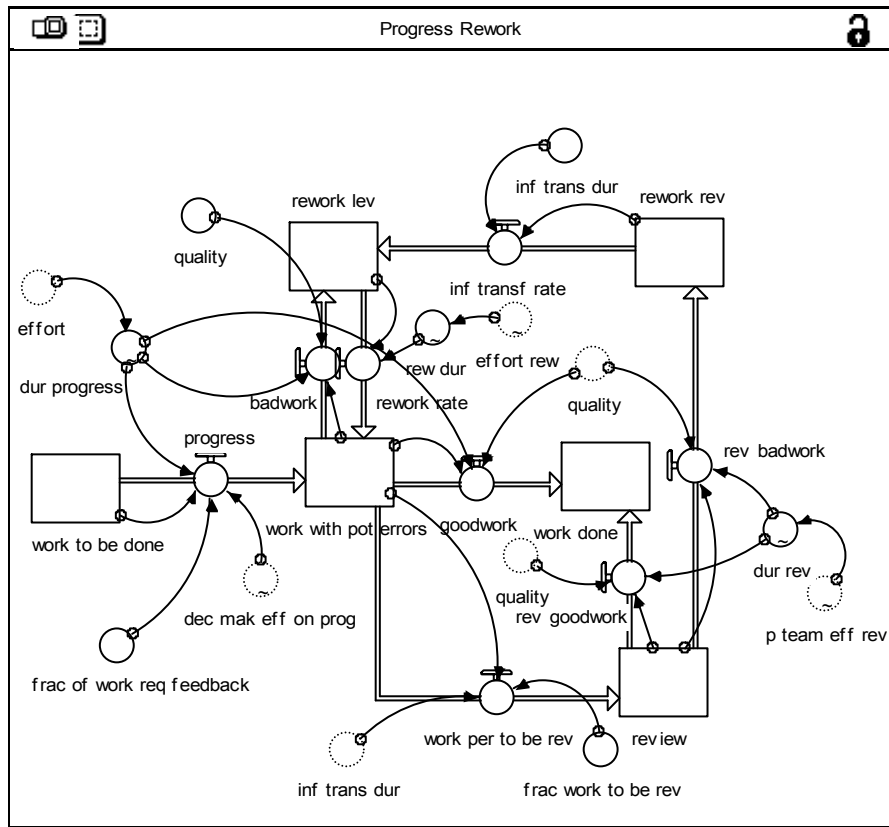 Progress Rework
inf trans dur
rework lev
rework rev
quality
inf transf rate
effort
rew dur
effort rew
dur progress
badwork
rework rate
quality
progress
rev badwork
work with pot errors
goodwork
work done
work to be done
dur rev
quality
dec mak eff on prog
rev goodwork
p team eff rev
frac of work req feedback
work per to be rev
review
inf trans dur
frac work to be rev